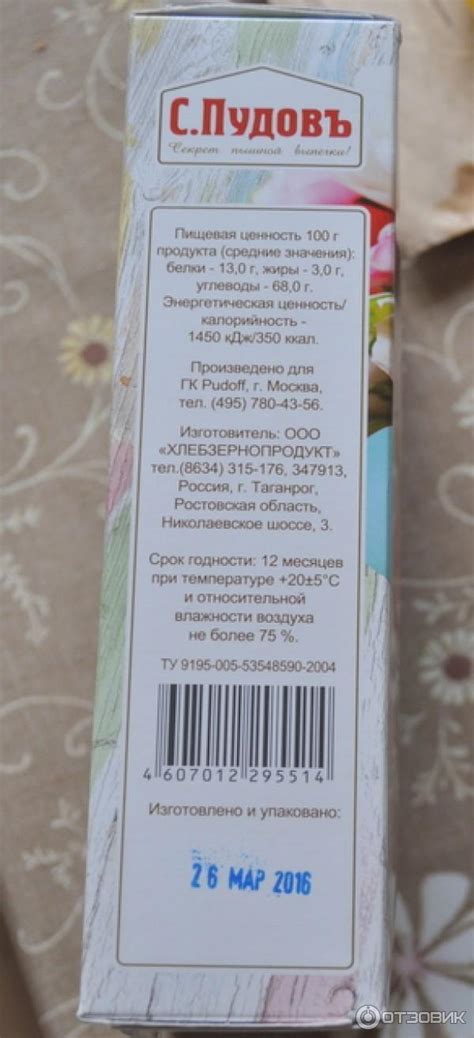 С.Пудовъ
Секрет пышной выпечки!
Пищевая ценность 100 г
продукта (средние значения):
белки - 13,0 г, жиры - 3,0 г,
углеводы - 68,0 г.
Энергетическая ценность/
калорийность -
1450 кДж/350 ккал.
Произведено для
ГК Pudoff, г. Москва,
тел. (495) 780-43-56.
Изготовитель: ООО
«ХЛЕБЗЕРНОПРОДУКТ»
тел.(8634) 315-176, 347913,
Россия, г. Таганрог,
Ростовская область,
Николаевское шоссе, 3.
Срок годности: 12 месяцев
при температуре +20±5°С
и относительной
влажности воздуха
не более 75 %.
ТУ 9195-005-53548590-2004
4 607012 295514
Изготовлено и упаковано:
26 МАР 2016
ОТЗОВИК